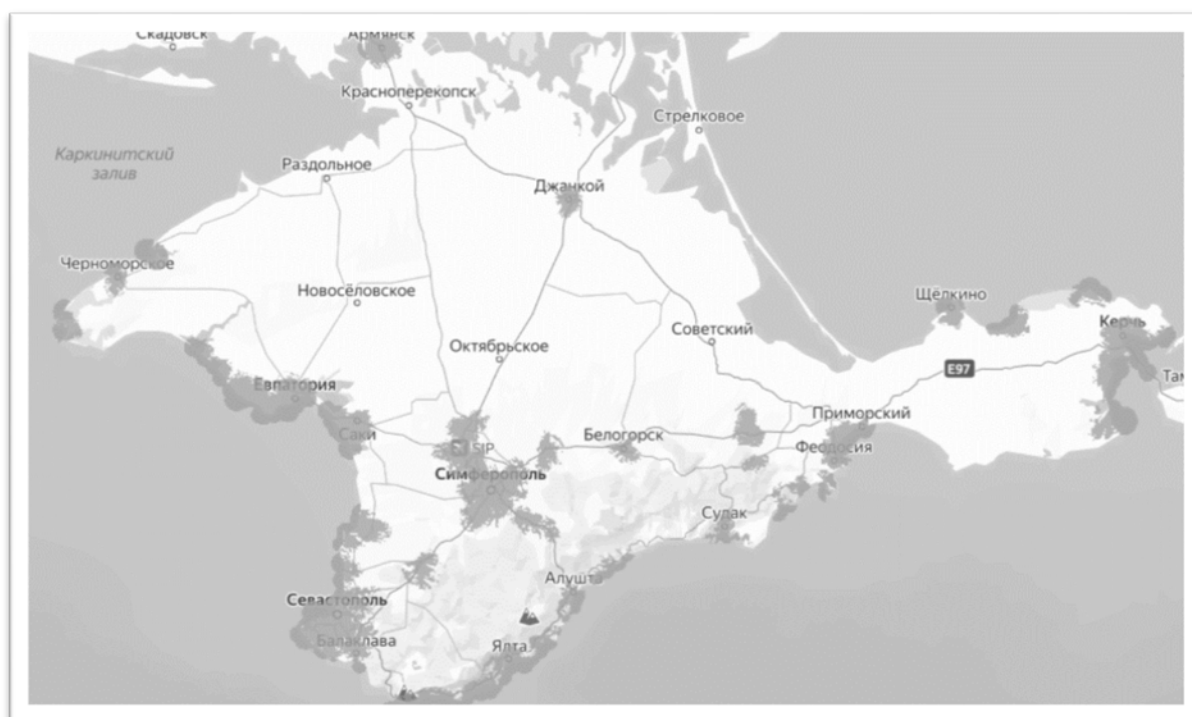 Скадовск
Армянск
Красноперекопск
Стрелковое
Каркинитский
залив
Раздольное
Джанкой
Черноморское
Новосёловское
Щёлкино
Керчь
Советский
Октябрьское
E97
Там
Евпатория
Приморский
Саки
Белогорск
SIP
Феодосия
Симферополь
Судак
Алушта
Севастополь
Балаклава
Ялта